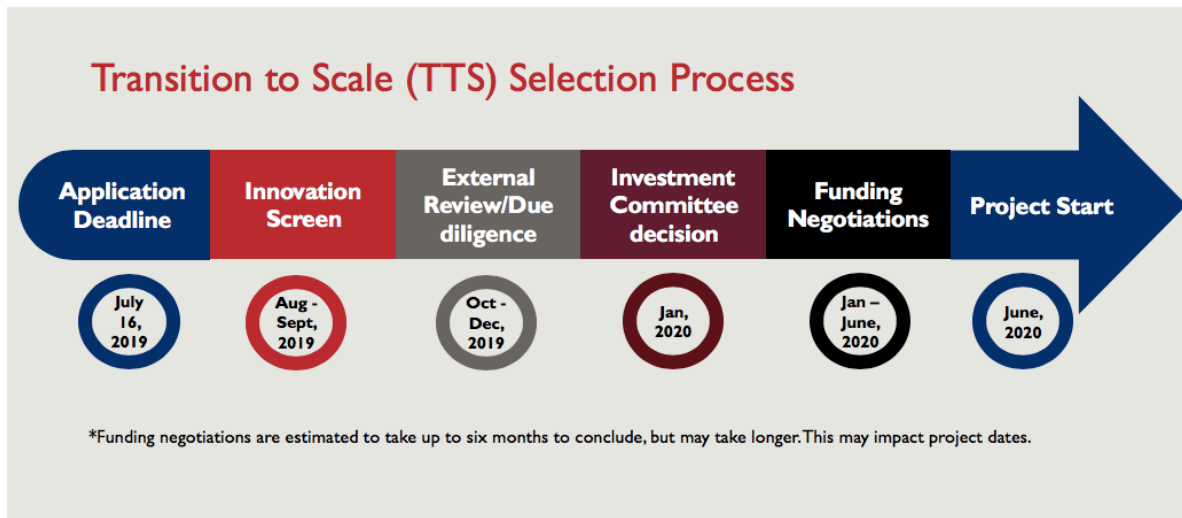 Transition to Scale (TTS) Selection Process
Application
Deadline
Innovation
Screen
External
Review/Due
diligence
Investment
Committee
decision
Funding
Negotiations
Project Start
July
16,
2019
Aug -
Sept,
2019
Oct -
Dec,
2019
Jan,
2020
Jan –
June,
2020
June,
2020
*Funding negotiations are estimated to take up to six months to conclude, but may take longer. This may impact project dates.